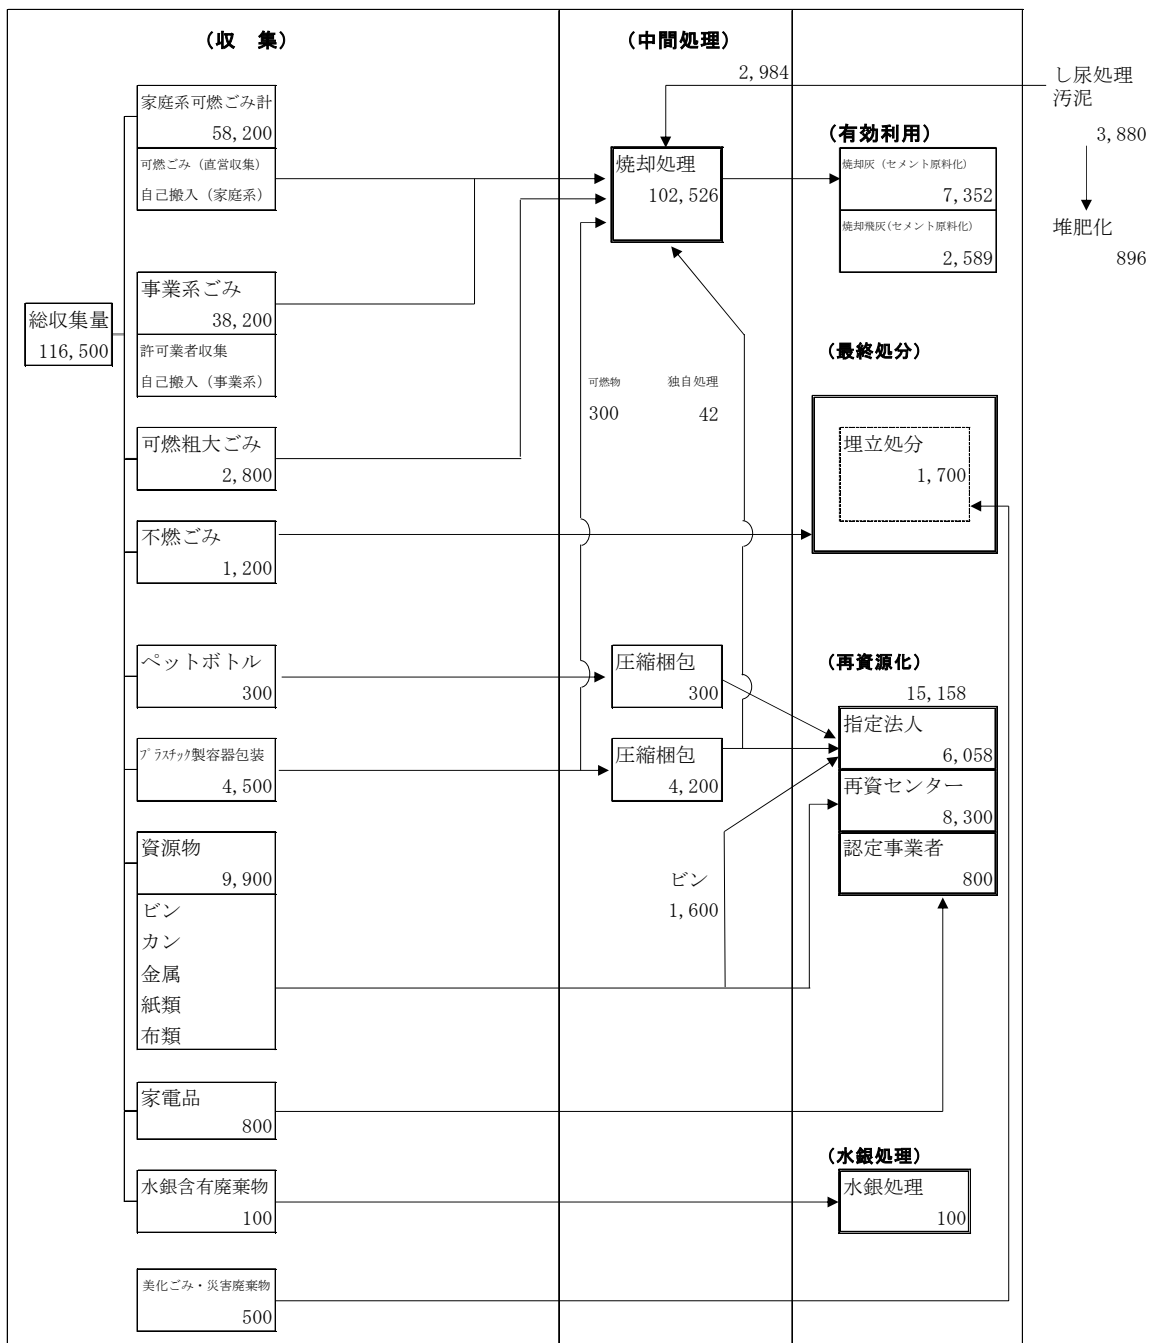 (収　集)
(中間処理)
2,984
し尿処理
汚泥
3,880
堆肥化
896
総収集量
116,500
家庭系可燃ごみ計
58,200
可燃ごみ（直営収集）
自己搬入（家庭系）
事業系ごみ
38,200
許可業者収集
自己搬入（事業系）
可燃粗大ごみ
2,800
不燃ごみ
1,200
ペットボトル
300
プラスチック製容器包装
4,500
資源物
9,900
ビン
カン
金属
紙類
布類
家電品
800
水銀含有廃棄物
100
美化ごみ・災害廃棄物
500
焼却処理
102,526
可燃物
300
独自処理
42
圧縮梱包
300
圧縮梱包
4,200
ビン
1,600
(有効利用)
焼却灰（セメント原料化）
7,352
焼却飛灰(セメント原料化)
2,589
(最終処分)
埋立処分
1,700
(再資源化)
15,158
指定法人
6,058
再資センター
8,300
認定事業者
800
(水銀処理)
水銀処理
100